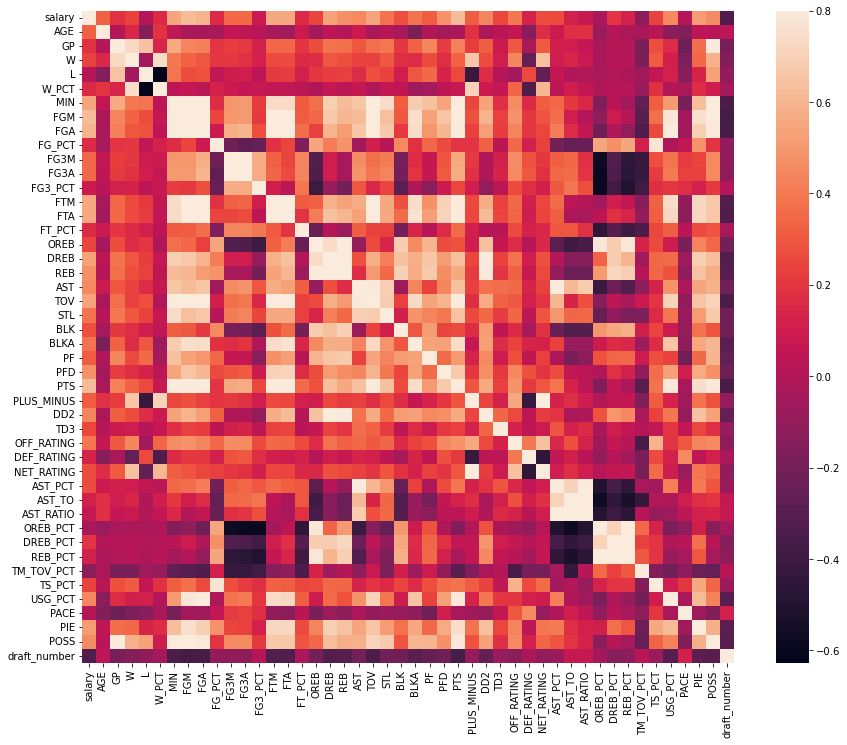 salary
AGE
GP
W
L
W_PCT
MIN
FGM
FGA
FG_PCT
FG3M
FG3A
FG3_PCT
FTM
FTA
FT_PCT
OREB
DREB
REB
AST
TOV
STL
BLK
BLKA
PF
PFD
PTS
PLUS_MINUS
DD2
TD3
OFF_RATING
DEF_RATING
NET_RATING
AST_PCT
AST_TO
AST_RATIO
OREB_PCT
DREB_PCT
REB_PCT
TM_TOV_PCT
TS_PCT
USG_PCT
PACE
PIE
POSS
draft_number
salary
AGE
GP
W
L
W_PCT
MIN
FGM
FGA
FG_PCT
FG3M
FG3A
FG3_PCT
FTM
FTA
FT_PCT
OREB
DREB
REB
AST
TOV
STL
BLK
BLKA
PF
PFD
PTS
PLUS_MINUS
DD2
TD3
OFF_RATING
DEF_RATING
NET_RATING
AST_PCT
AST_TO
AST_RATIO
OREB_PCT
DREB_PCT
REB_PCT
TM_TOV_PCT
TS_PCT
USG_PCT
PACE
PIE
POSS
draft_number
0.8
0.6
0.4
0.2
0.0
−0.2
−0.4
−0.6